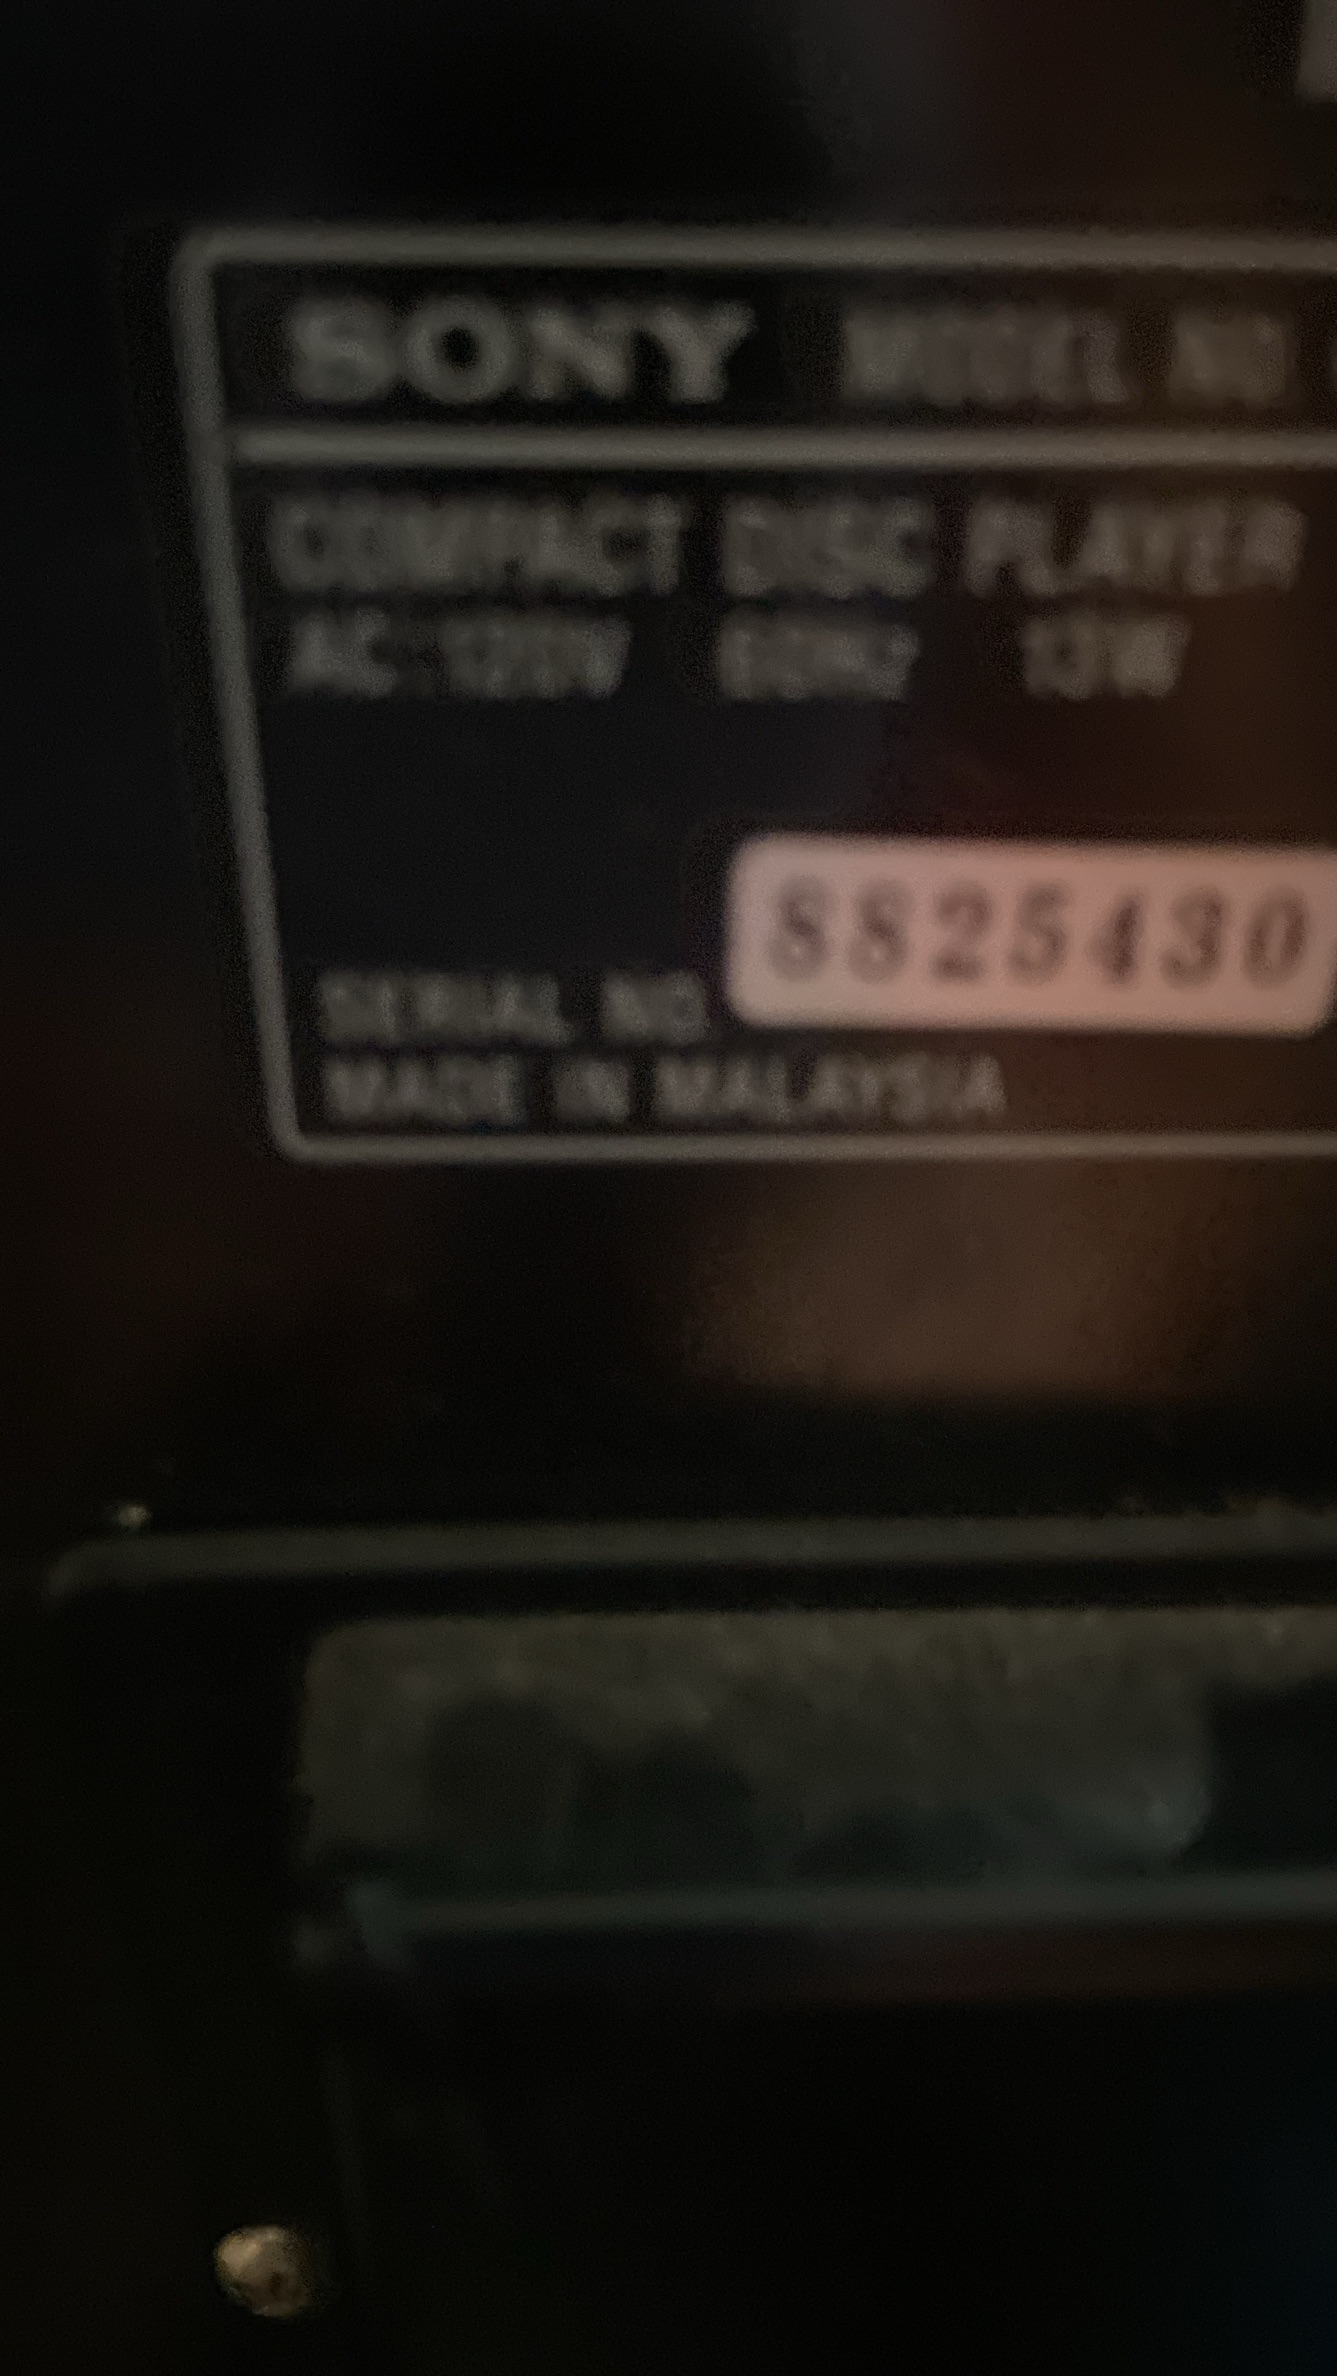 SONY MODEL NO
COMPACT DISC PLAYER
AC 120V 60Hz 13W
8825430
SERIAL NO.
MADE IN MALAYSIA